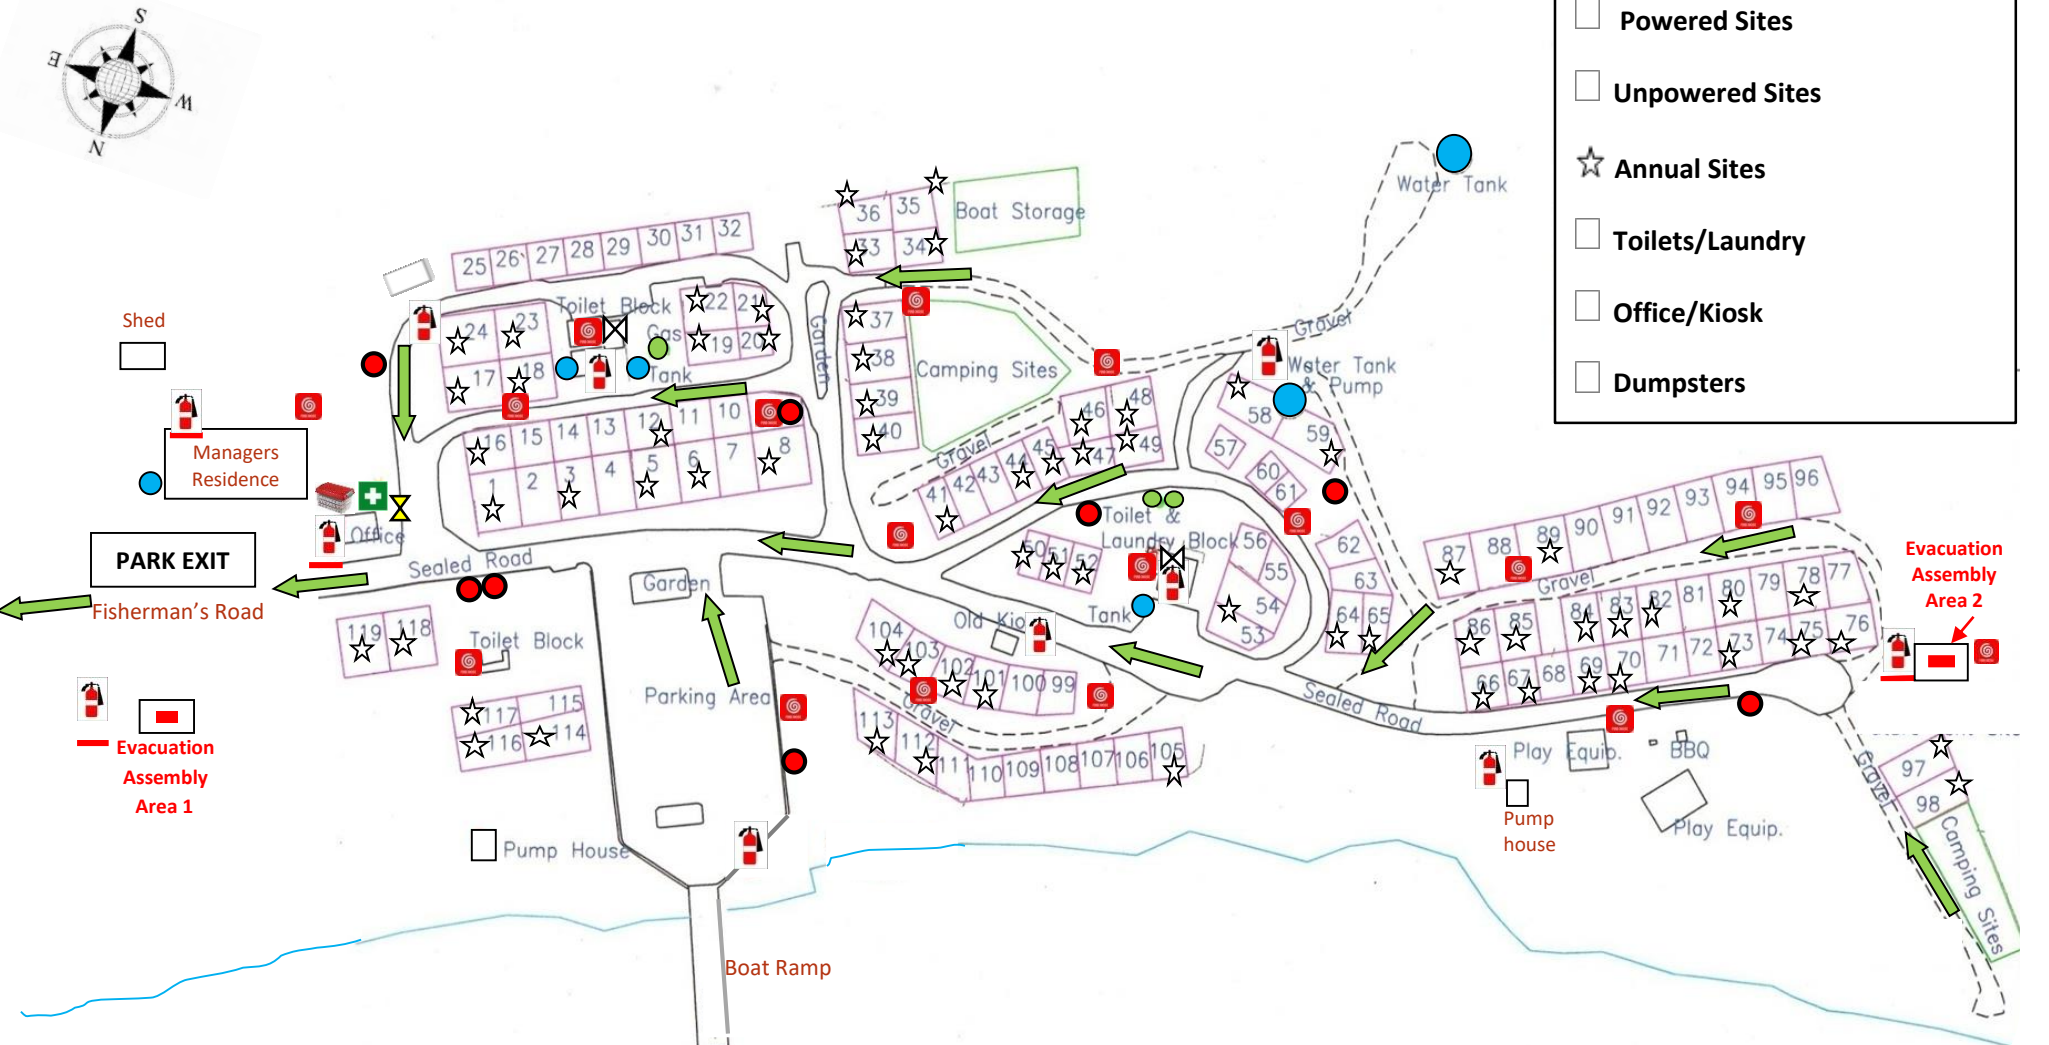 S
E
W
N
Powered Sites
Unpowered Sites
Annual Sites
Toilets/Laundry
Office/Kiosk
Dumpsters
Water Tank
36 35
33 34
Boat Storage
25 26 27 28 29 30 31 32
Toilet Block
Gas
Tank
24 23
17 18
22 21
19 20
Garden
37
38
39
40
Camping Sites
Gravel
Gravel
Water Tank
& Pump
Shed
Managers
Residence
Office
PARK EXIT
Fisherman's Road
Sealed Road
16 15 14 13 12 11 10
1 2 3 4 5 6 7 8
41 42 43 44 45
46 48
47 49
58
59
57
60
61
Toilet &
Laundry Block
50 51 52
56
55
54
53
62
63
64 65
Tank
Old Kio
Garden
Parking Area
119 118
Toilet Block
117 115
116 114
Evacuation
Assembly
Area 1
Pump House
Boat Ramp
104 103 102 101 100 99
Gravel
113 112 111 110 109 108 107 106 105
Sealed Road
87 88 89 90 91 92 93 94 95 96
Gravel
86 85 84 83 82 81 80 79 78 77
66 67 68 69 70 71 72 73 74 75 76
Evacuation
Assembly
Area 2
Play Equip.
BBQ
Play Equip.
Pump
house
Gravel
97
98
Camping Sites